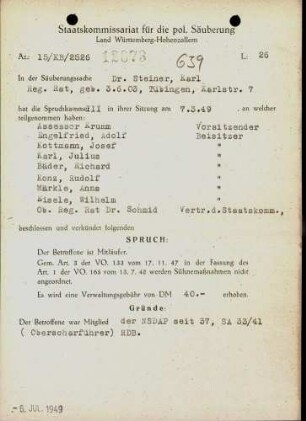 Staatskommissariat für die pol. Säuberung
Land Württemberg-Hohenzollern
Az: 15/KB/2526 12673 639 L: 26
In der Säuberungssache Dr. Steiner, Karl
Reg. Rat, geb. 3.6.03, Tübingen, Karlstr. 7
hat die Spruchkammer III in ihrer Sitzung am 7.3.49 , an welcher
teilgenommen haben:
Assessor Krumm Vorsitzender
Engelfried, Adolf Beisitzer
Kottmann, Josef "
Karl, Julius "
Bäder, Richard "
Konz, Rudolf "
Märkle, Anna "
Eisele, Wilhelm "
Ob. Reg. Rat Dr. Schmid Vertr.d.Staatskomm.,
beschlossen und verkündet folgenden
SPRUCH:
Der Betroffene ist Mitläufer.
Gem. Art. 3 der VO. 133 vom 17. 11. 47 in der Fassung des
Art. 1 der VO. 165 vom 13. 7. 48 werden Sühnemaßnahmen nicht
angeordnet.
Es wird eine Verwaltungsgebühr von DM 40.- erhoben.
Gründe:
Der Betroffene war Mitglied der NSDAP seit 37, SA 33/41
( Oberscharführer) RDB.
- 6. JUL. 1949